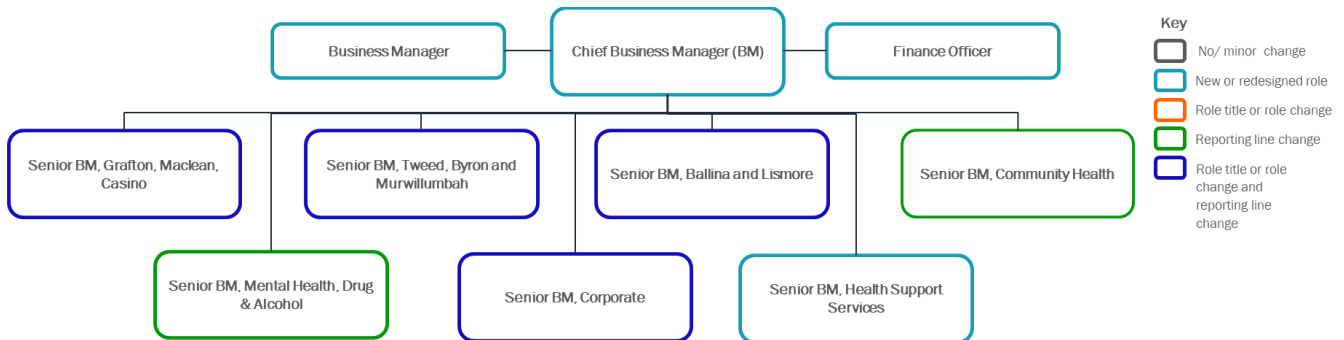 Business Manager
Chief Business Manager (BM)
Finance Officer
Senior BM, Grafton, Maclean,
Casino
Senior BM, Tweed, Byron and
Murwillumbah
Senior BM, Ballina and Lismore
Senior BM, Community Health
Senior BM, Mental Health, Drug
& Alcohol
Senior BM, Corporate
Senior BM, Health Support
Services
Key
No/ minor change
New or redesigned role
Role title or role change
Reporting line change
Role title or role
change and
reporting line
change